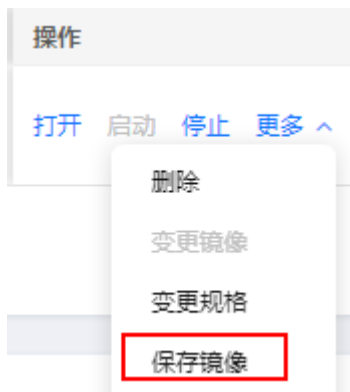 操作
打开 启动 停止 更多
删除
变更镜像
变更规格
保存镜像